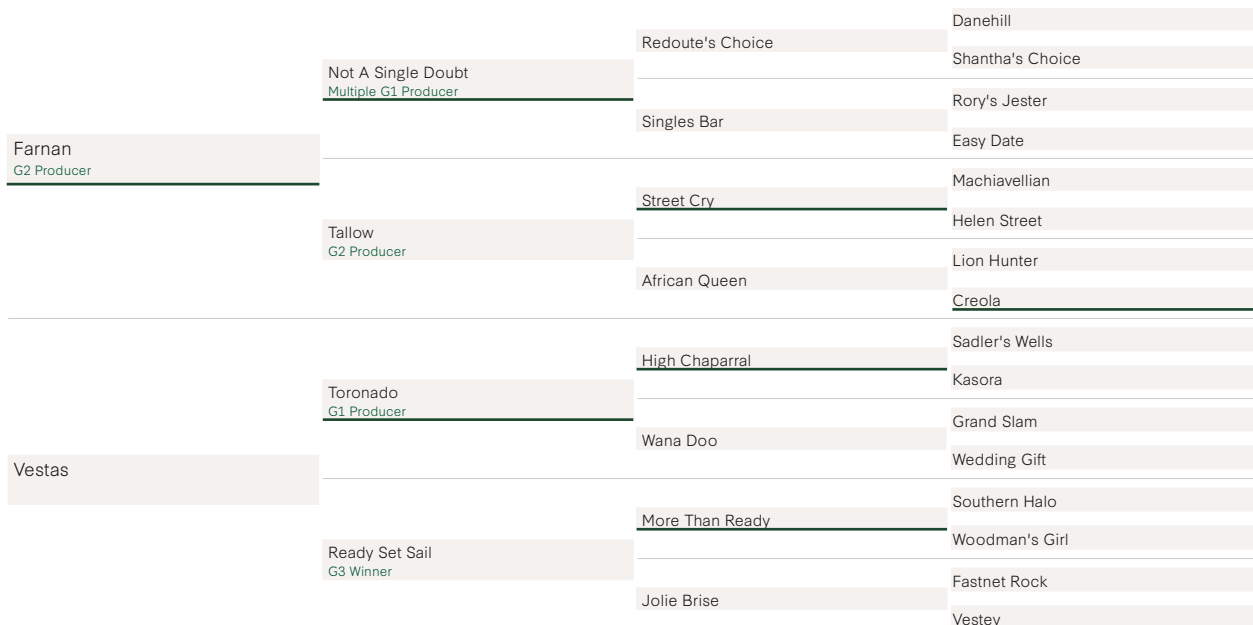 Farnan
G2 Producer
Vestas
Not A Single Doubt
Multiple G1 Producer
Tallow
G2 Producer
Toronado
G1 Producer
Ready Set Sail
G3 Winner
Redoute's Choice
Singles Bar
Street Cry
African Queen
High Chaparral
Wana Doo
More Than Ready
Jolie Brise
Danehill
Shantha's Choice
Rory's Jester
Easy Date
Machiavellian
Helen Street
Lion Hunter
Creola
Sadler's Wells
Kasora
Grand Slam
Wedding Gift
Southern Halo
Woodman's Girl
Fastnet Rock
Vestey